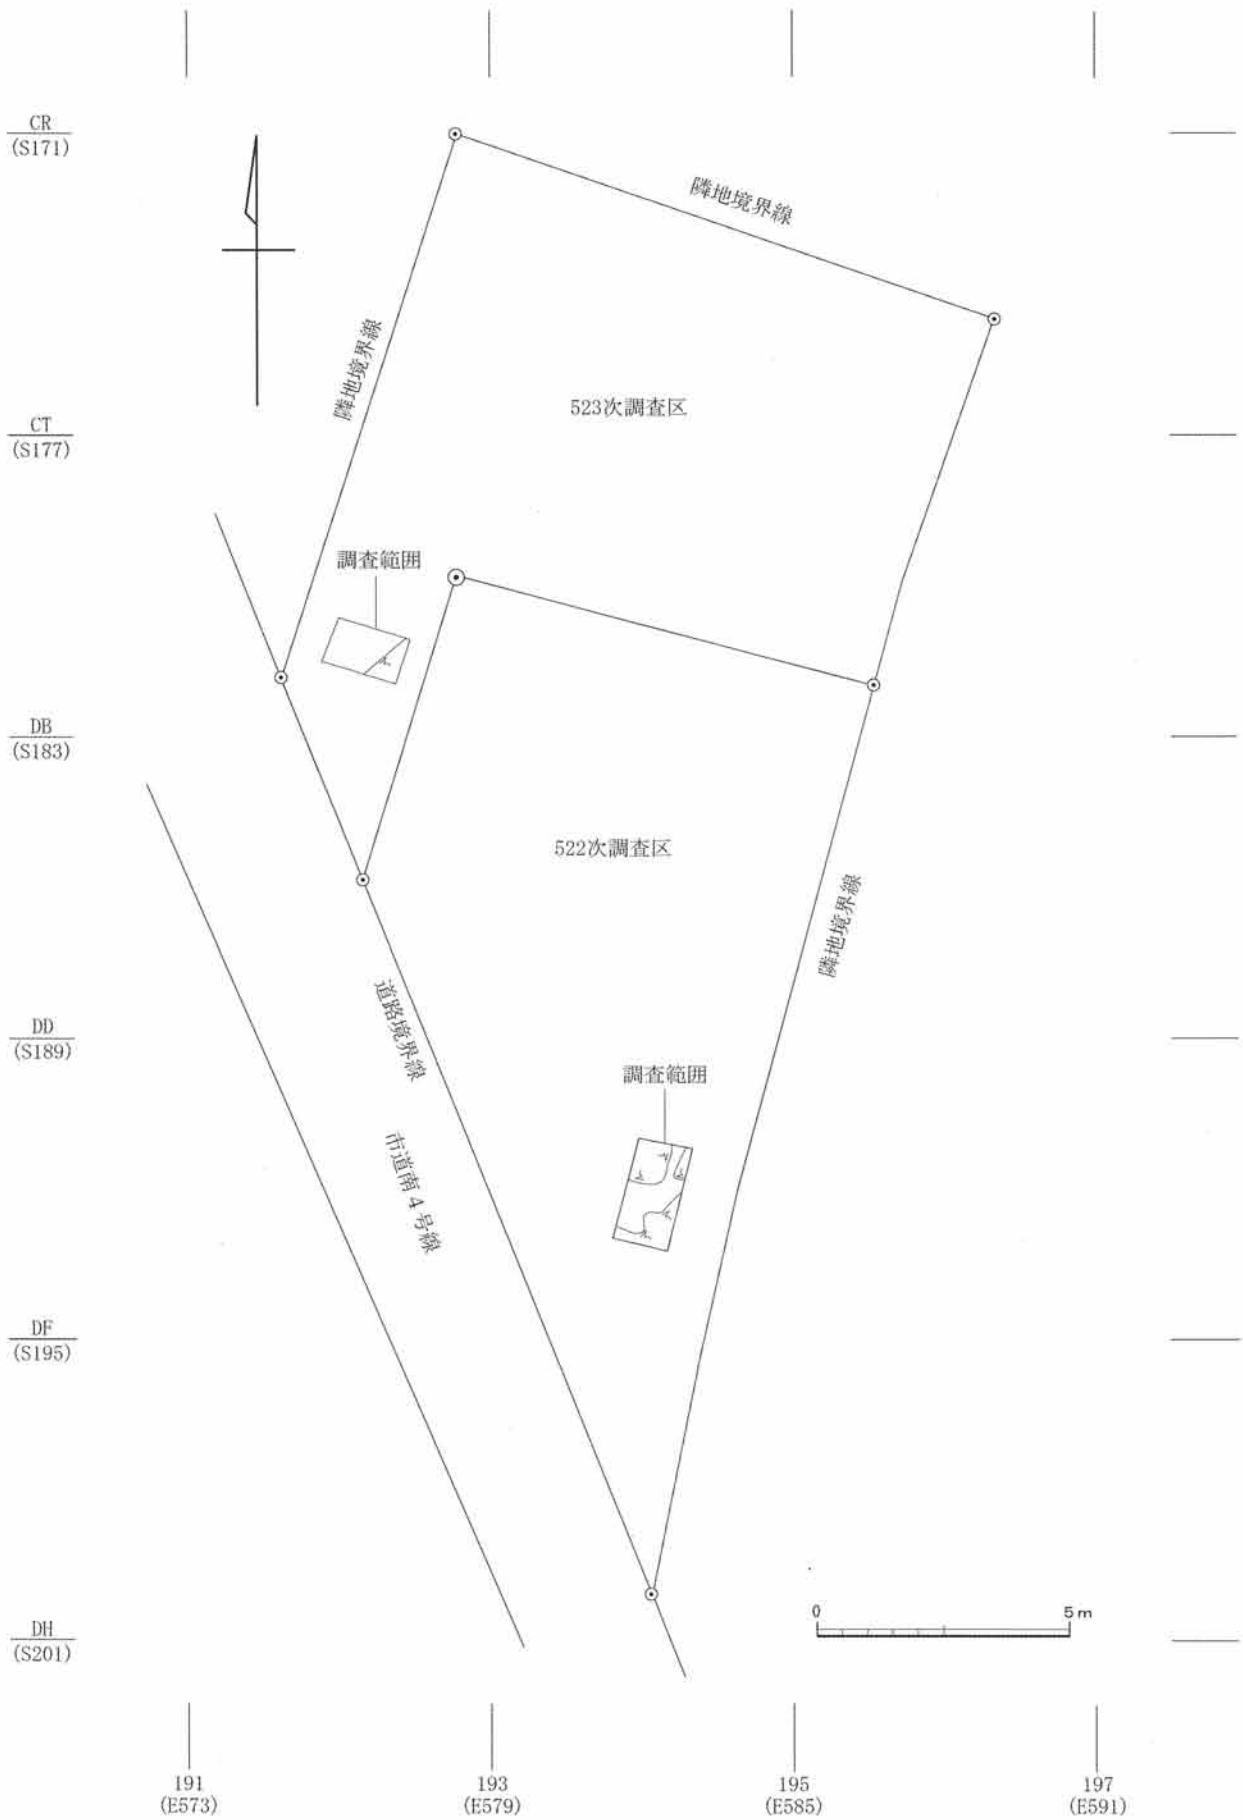 CR
(S171)
隣地境界線
隣地境界線
523次調査区
CT
(S177)
調査範囲
DB
(S183)
522次調査区
隣地境界線
道路境界線
DD
(S189)
調査範囲
市道南4号線
DF
(S195)
0 5m
DH
(S201)
191
(E573)
193
(E579)
195
(E585)
197
(E591)